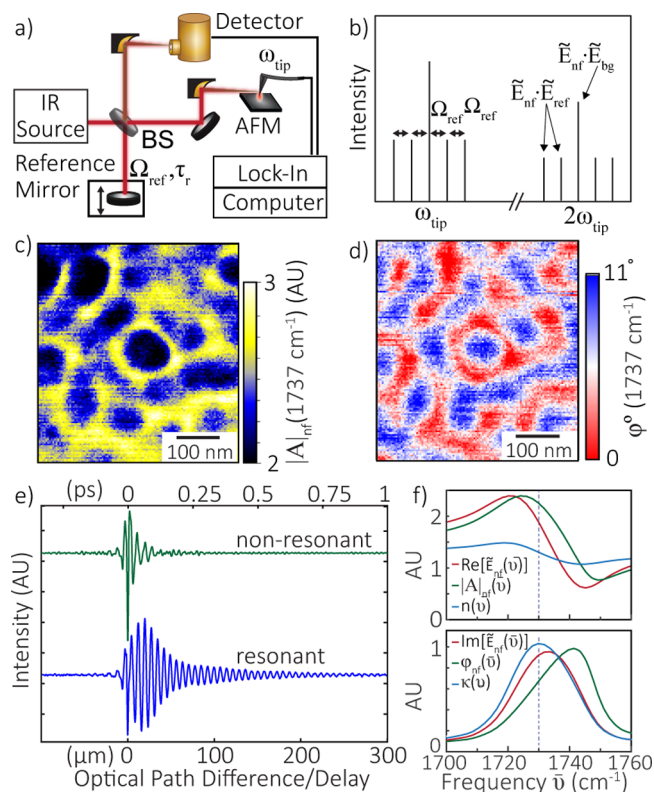 a)
Detector
ω_tip
IR
Source
BS
AFM
Reference
Mirror
Ω_ref, τ_r
Lock-In
Computer
b)
Intensity
Ẽ_nf·Ẽ_bg
Ẽ_nf·Ẽ_ref
Ω_ref Ω_ref
ω_tip
2ω_tip
c)
3
|A|_nf(1737 cm⁻¹) (AU)
2
100 nm
d)
11°
φ° (1737 cm⁻¹)
0
100 nm
e)
(ps) 0 0.25 0.5 0.75 1
non-resonant
resonant
Intensity (AU)
(μm) 0 100 200 300
Optical Path Difference/Delay
f)
2
1
0
AU
Re[Ẽ_nf(υ)]
|A|_nf(υ)
n(υ)
1
0
AU
Im[Ẽ_nf(ῡ)]
φ_nf(ῡ)
κ(υ)
1700 1720 1740 1760
Frequency ῡ (cm⁻¹)